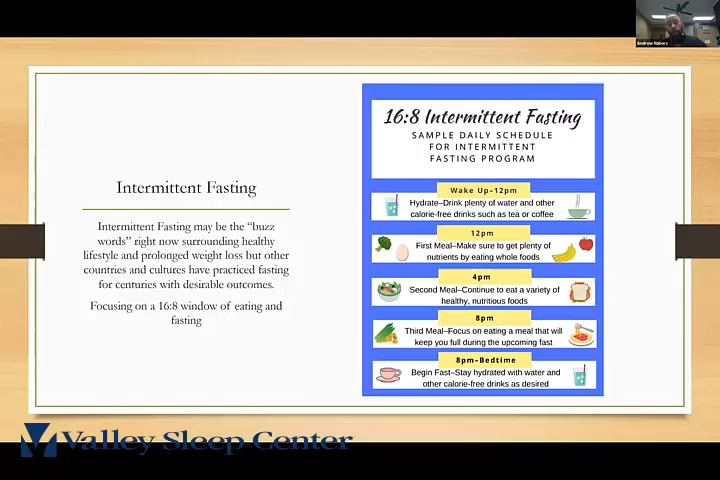 Andrew Nabors
Intermittent Fasting
Intermittent Fasting may be the “buzz
words” right now surrounding healthy
lifestyle and prolonged weight loss but other
countries and cultures have practiced fasting
for centuries with desirable outcomes.
Focusing on a 16:8 window of eating and
fasting
16:8 Intermittent Fasting
SAMPLE DAILY SCHEDULE
FOR INTERMITTENT
FASTING PROGRAM
Wake Up–12pm
Hydrate–Drink plenty of water and other
calorie-free drinks such as tea or coffee
12pm
First Meal–Make sure to get plenty of
nutrients by eating whole foods
4pm
Second Meal–Continue to eat a variety of
healthy, nutritious foods
8pm
Third Meal–Focus on eating a meal that will
keep you full during the upcoming fast
8pm–Bedtime
Begin Fast–Stay hydrated with water and
other calorie-free drinks as desired
Valley Sleep Center